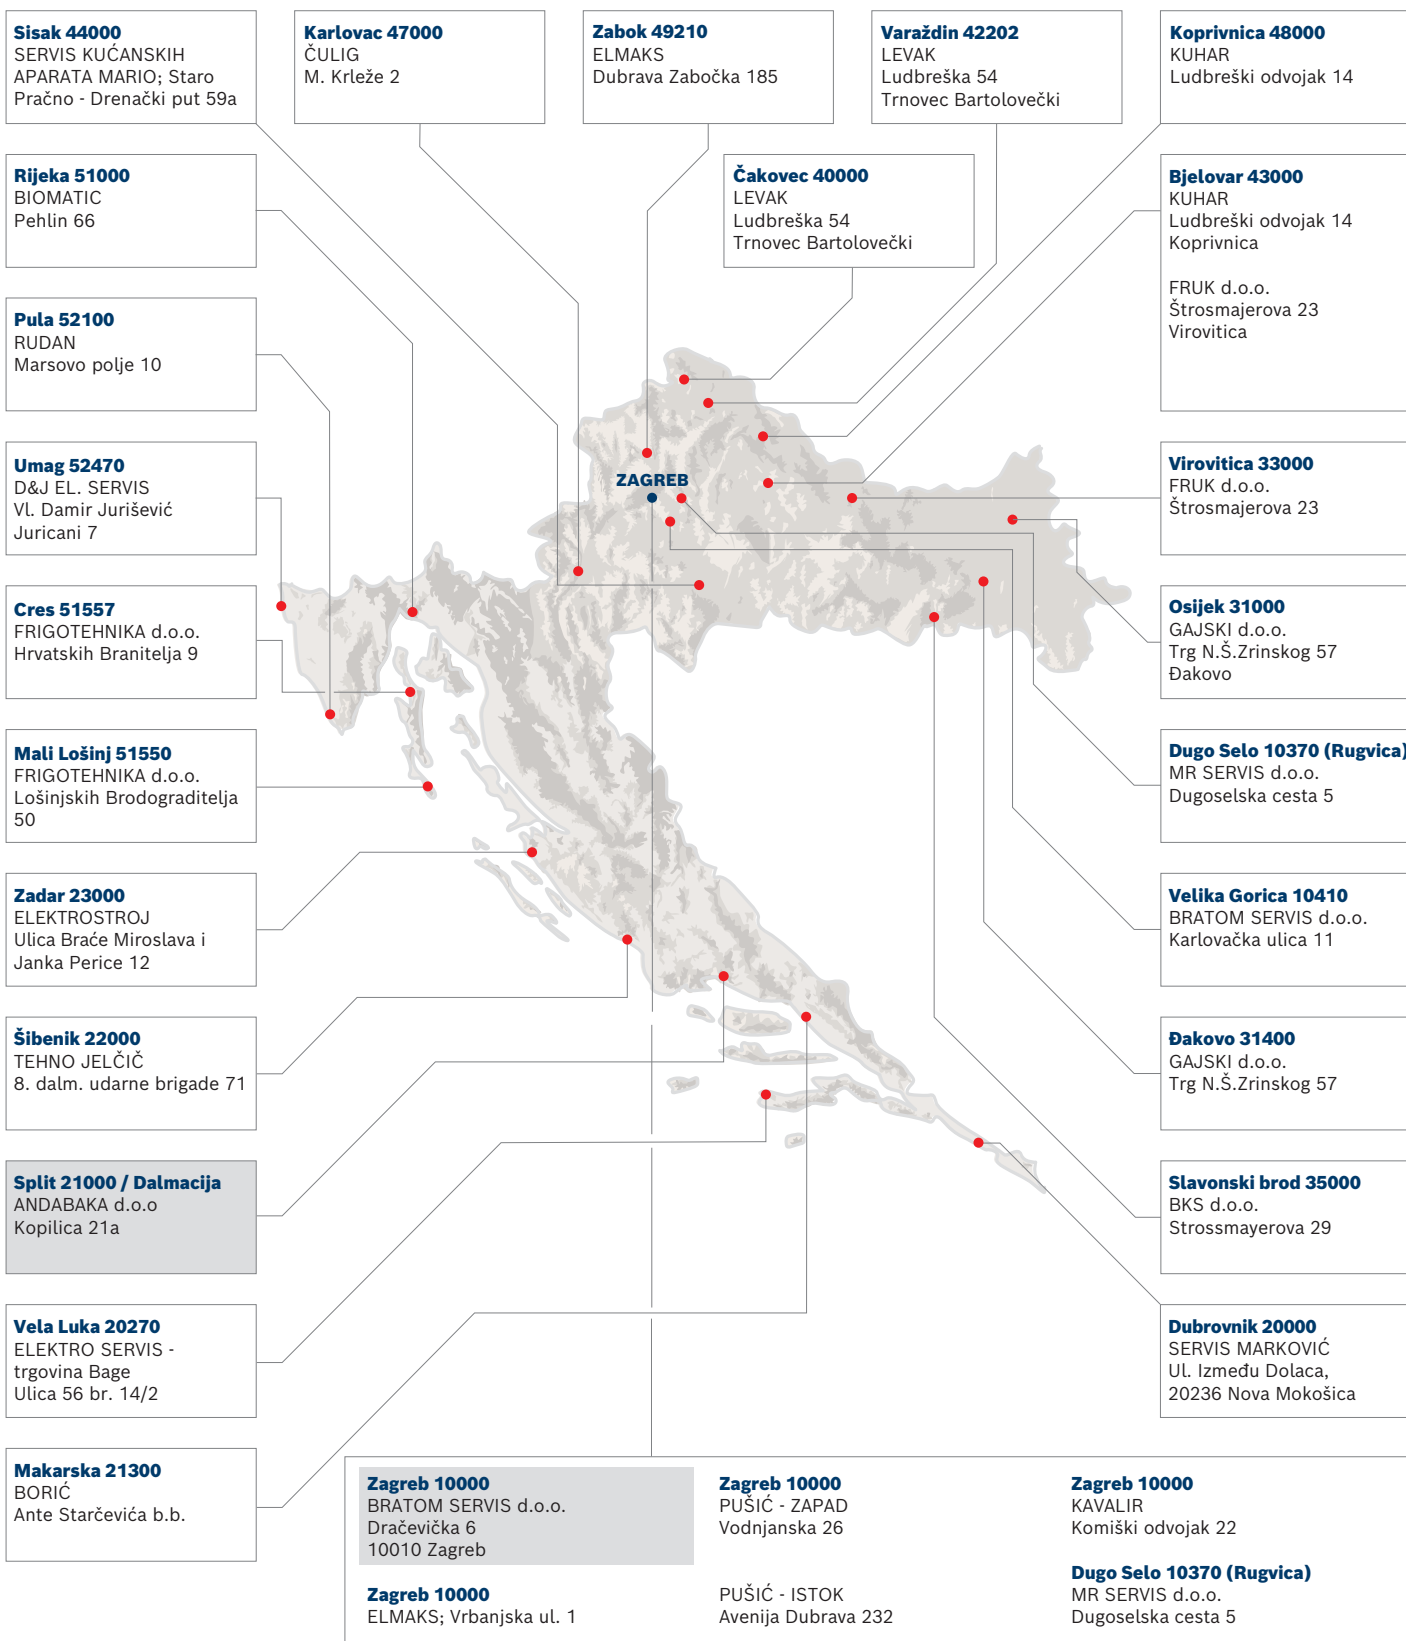 Sisak 44000
SERVIS KUĆANSKIH
APARATA MARIO; Staro
Pračno - Drenački put 59a
Karlovac 47000
ČULIG
M. Krleže 2
Zabok 49210
ELMAKS
Dubrava Zabočka 185
Varaždin 42202
LEVAK
Ludbreška 54
Trnovec Bartolovečki
Koprivnica 48000
KUHAR
Ludbreški odvojak 14
Rijeka 51000
BIOMATIC
Pehlin 66
Čakovec 40000
LEVAK
Ludbreška 54
Trnovec Bartolovečki
Bjelovar 43000
KUHAR
Ludbreški odvojak 14
Koprivnica
FRUK d.o.o.
Štrosmajerova 23
Virovitica
Pula 52100
RUDAN
Marsovo polje 10
Umag 52470
D&J EL. SERVIS
Vl. Damir Jurišević
Juricani 7
ZAGREB
Virovitica 33000
FRUK d.o.o.
Štrosmajerova 23
Cres 51557
FRIGOTEHNIKA d.o.o.
Hrvatskih Branitelja 9
Osijek 31000
GAJSKI d.o.o.
Trg N.Š.Zrinskog 57
Đakovo
Mali Lošinj 51550
FRIGOTEHNIKA d.o.o.
Lošinjskih Brodograditelja
50
Dugo Selo 10370 (Rugvica)
MR SERVIS d.o.o.
Dugoselska cesta 5
Zadar 23000
ELEKTROSTROJ
Ulica Braće Miroslava i
Janka Perice 12
Velika Gorica 10410
BRATOM SERVIS d.o.o.
Karlovačka ulica 11
Šibenik 22000
TEHNO JELČIČ
8. dalm. udarne brigade 71
Đakovo 31400
GAJSKI d.o.o.
Trg N.Š.Zrinskog 57
Split 21000 / Dalmacija
ANDABAKA d.o.o
Kopilica 21a
Slavonski brod 35000
BKS d.o.o.
Strossmayerova 29
Vela Luka 20270
ELEKTRO SERVIS -
trgovina Bage
Ulica 56 br. 14/2
Dubrovnik 20000
SERVIS MARKOVIĆ
Ul. Između Dolaca,
20236 Nova Mokošica
Makarska 21300
BORIĆ
Ante Starčevića b.b.
Zagreb 10000
BRATOM SERVIS d.o.o.
Dračevička 6
10010 Zagreb
Zagreb 10000
ELMAKS; Vrbanjska ul. 1
Zagreb 10000
PUŠIĆ - ZAPAD
Vodnjanska 26
PUŠIĆ - ISTOK
Avenija Dubrava 232
Zagreb 10000
KAVALIR
Komiški odvojak 22
Dugo Selo 10370 (Rugvica)
MR SERVIS d.o.o.
Dugoselska cesta 5